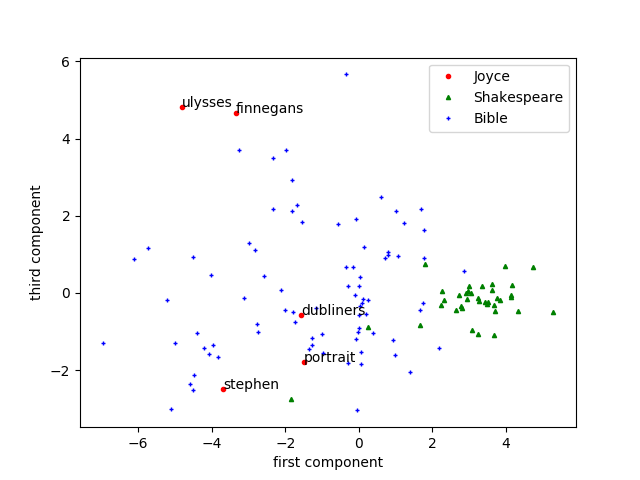 6
4
2
0
−2
third component
−6
−4
−2
0
2
4
first component
Joyce
Shakespeare
Bible
ulysses
finnegans
dubliners
portrait
stephen